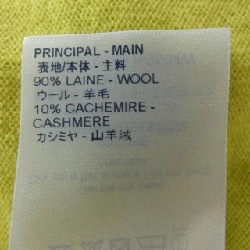 PRINCIPAL - MAIN
表地/本体 - 主料
90% LAINE - WOOL
ウール - 羊毛
10% CACHEMIRE -
CASHMERE
カシミヤ - 山羊绒